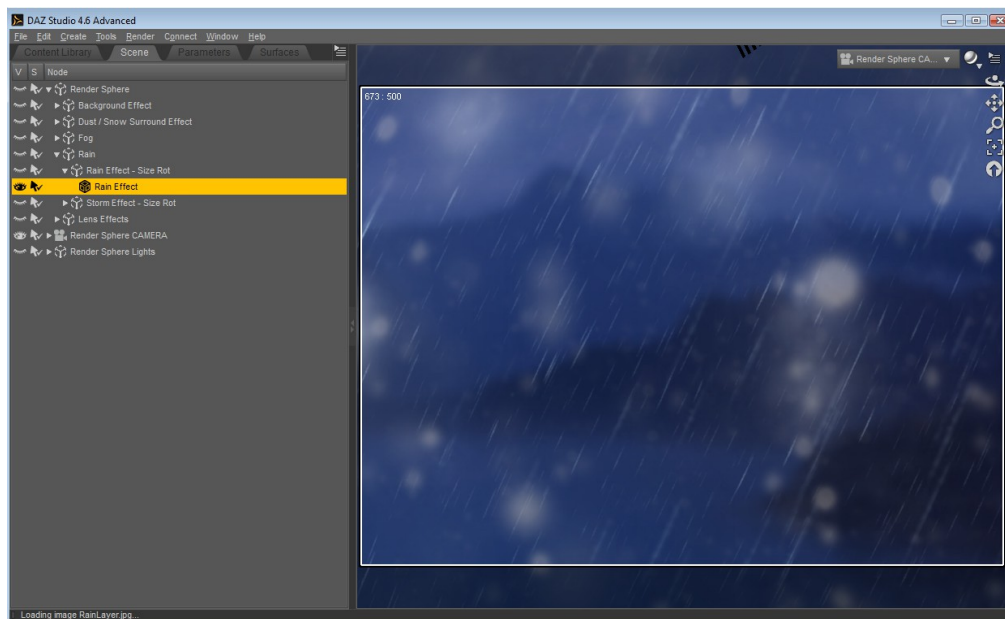 DAZ Studio 4.6 Advanced
File Edit Create Tools Render Connect Window Help
Content Library Scene Parameters Surfaces
V S Node
Render Sphere
Background Effect
Dust / Snow Surround Effect
Fog
Rain
Rain Effect - Size Rot
Rain Effect
Storm Effect - Size Rot
Lens Effects
Render Sphere CAMERA
Render Sphere Lights
Render Sphere CA...
673 : 500
Loading image RainLayer.jpg...